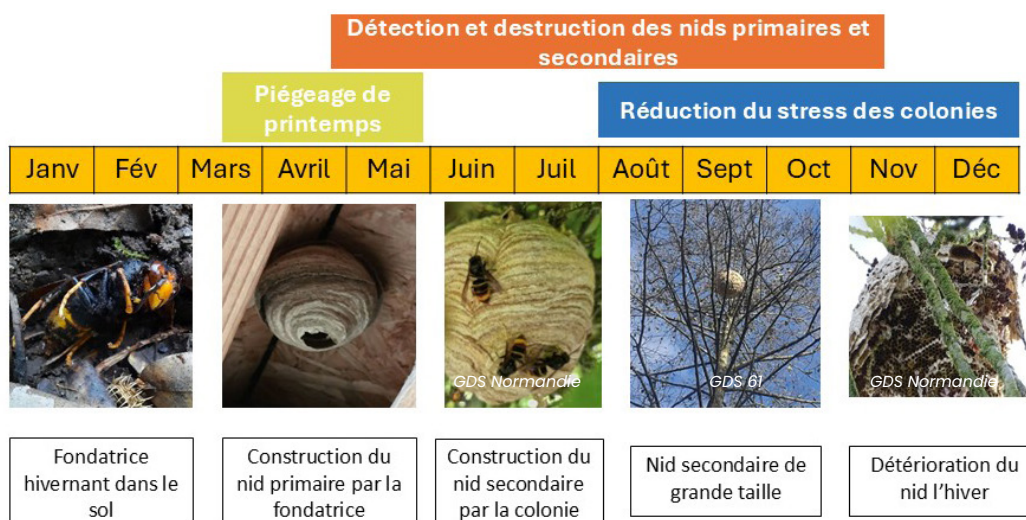 Détection et destruction des nids primaires et
secondaires
Piégeage de
printemps
Réduction du stress des colonies
Janv Fév Mars Avril Mai Juin Juil Août Sept Oct Nov Déc
GDS Normandie
GDS 61
GDS Normandie
Fondatrice
hivernant dans le
sol
Construction du
nid primaire par la
fondatrice
Construction du
nid secondaire
par la colonie
Nid secondaire de
grande taille
Détérioration du
nid l'hiver